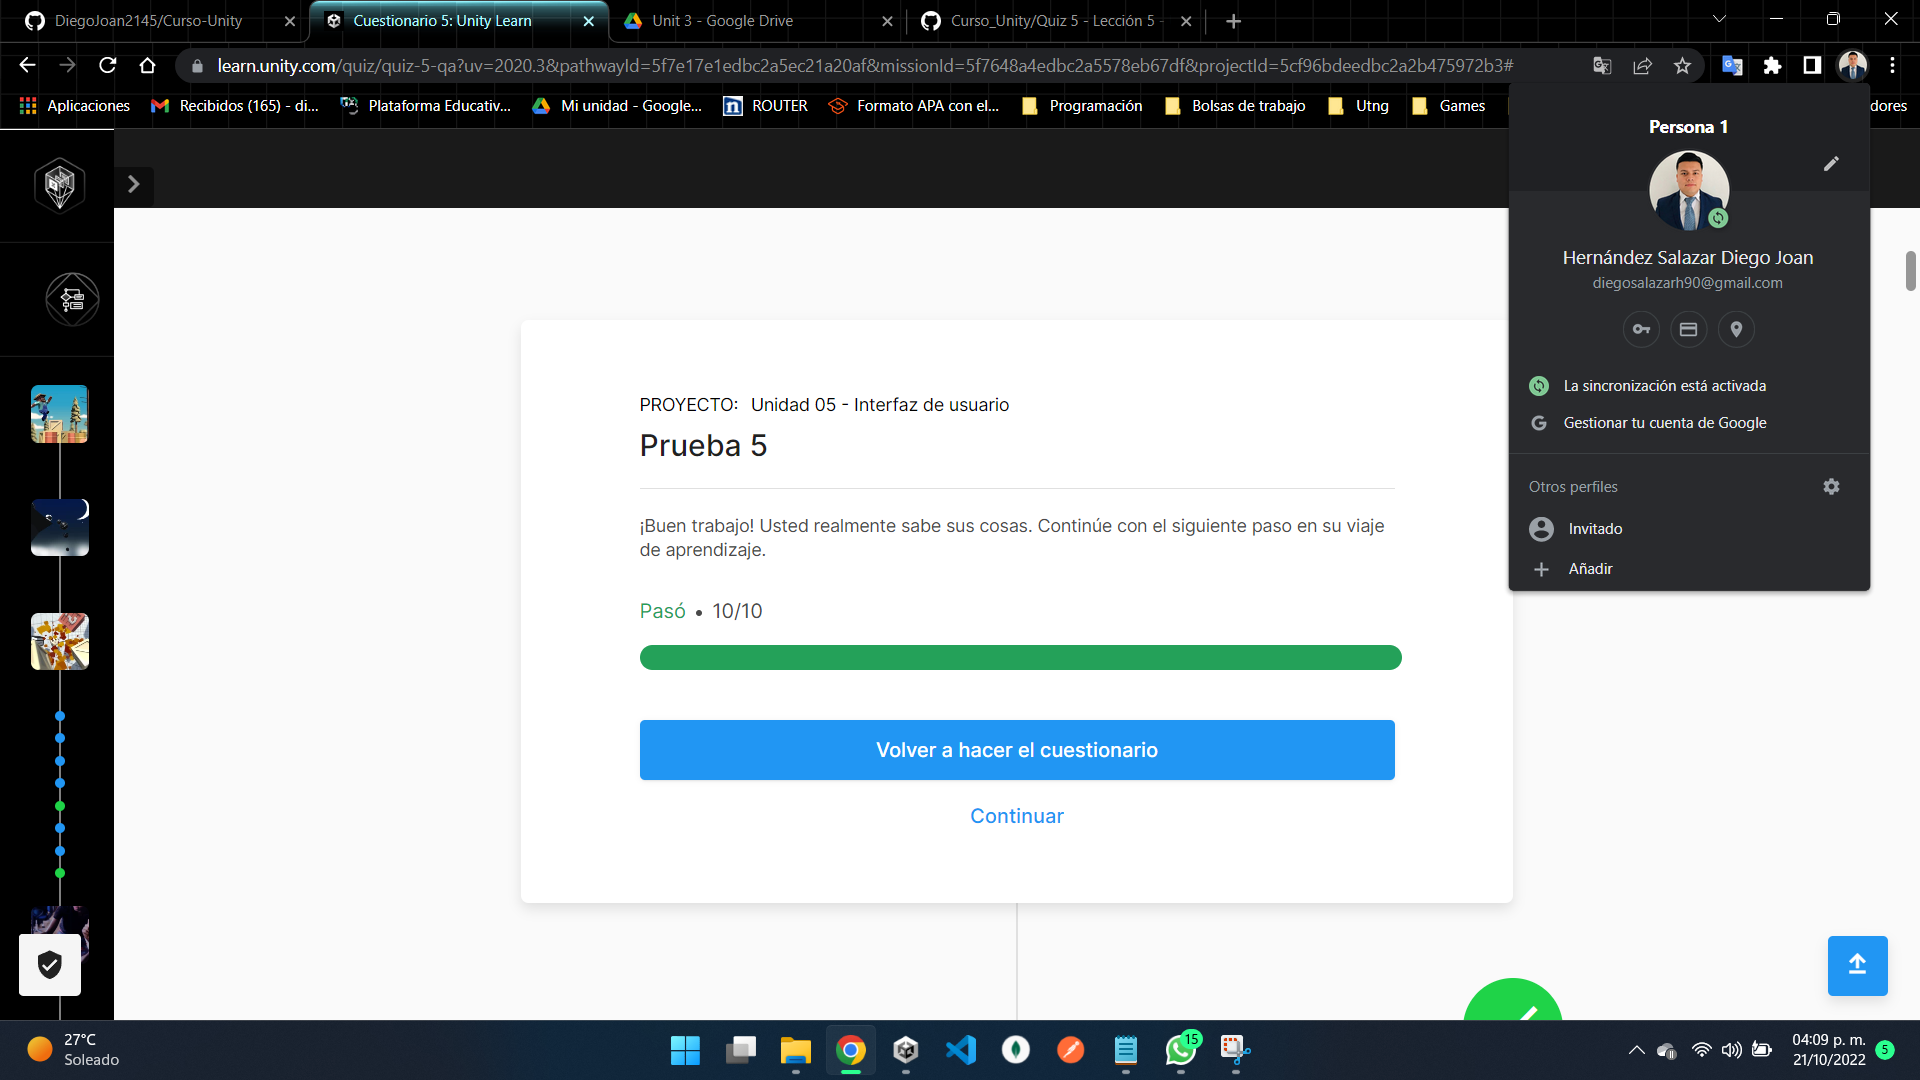 DiegoJoan2145/Curso-Unity
Cuestionario 5: Unity Learn
Unit 3 - Google Drive
Curso_Unity/Quiz 5 - Lección 5 -
learn.unity.com/quiz/quiz-5-qa?uv=2020.3&pathwayId=5f7e17e1edbc2a5ec21a20af&missionId=5f7648a4edbc2a5578eb67df&projectId=5cf96bdeedbc2a2b475972b3#
Aplicaciones
Recibidos (165) - di...
Plataforma Educativ...
Mi unidad - Google...
n
ROUTER
Formato APA con el...
Programación
Bolsas de trabajo
Utng
Games
dores
Persona 1
Hernández Salazar Diego Joan
diegosalazarh90@gmail.com
La sincronización está activada
G Gestionar tu cuenta de Google
Otros perfiles
Invitado
Añadir
PROYECTO: Unidad 05 - Interfaz de usuario
Prueba 5
¡Buen trabajo! Usted realmente sabe sus cosas. Continúe con el siguiente paso en su viaje
de aprendizaje.
Pasó • 10/10
Volver a hacer el cuestionario
Continuar
27°C
Soleado
15
04:09 p. m.
21/10/2022
5